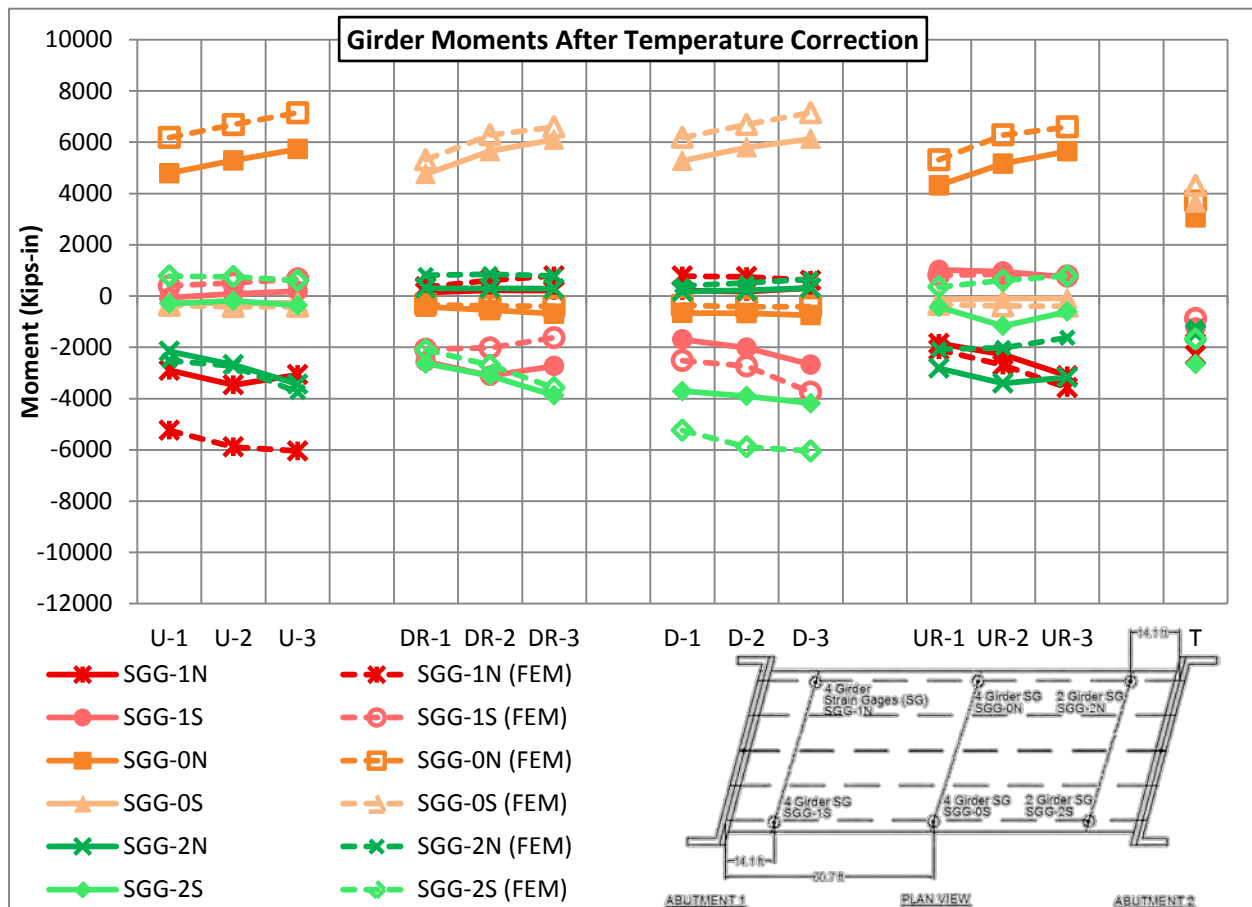 Girder Moments After Temperature Correction
Moment (Kips-in)
10000
8000
6000
4000
2000
0
-2000
-4000
-6000
-8000
-10000
-12000
U-1 U-2 U-3 DR-1 DR-2 DR-3 D-1 D-2 D-3 UR-1 UR-2 UR-3 T
SGG-1N SGG-1N (FEM)
SGG-1S SGG-1S (FEM)
SGG-0N SGG-0N (FEM)
SGG-0S SGG-0S (FEM)
SGG-2N SGG-2N (FEM)
SGG-2S SGG-2S (FEM)
14.1ft
4 Girder
Strain Gages (SG)
SGG-1N
4 Girder SG
SGG-0N
2 Girder SG
SGG-2N
4 Girder SG
SGG-1S
4 Girder SG
SGG-0S
2 Girder SG
SGG-2S
14.1ft
50.7ft
ABUTMENT 1 PLAN VIEW ABUTMENT 2